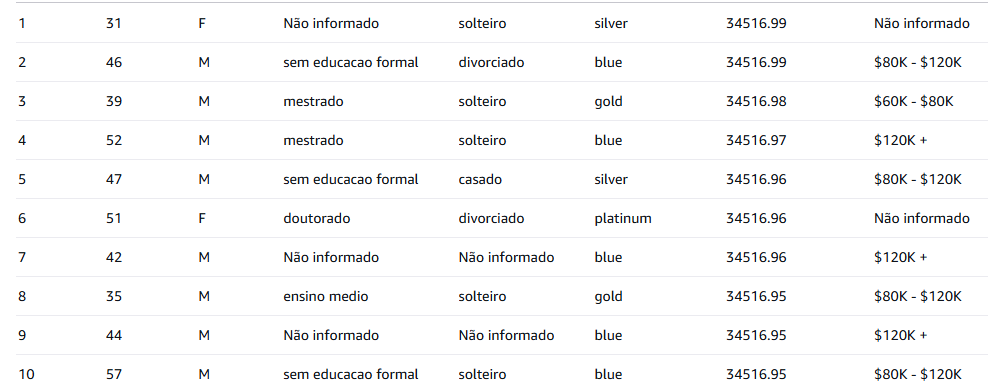 1 31 F Não informado solteiro silver 34516.99 Não informado
2 46 M sem educacao formal divorciado blue 34516.99 $80K - $120K
3 39 M mestrado solteiro gold 34516.98 $60K - $80K
4 52 M mestrado solteiro blue 34516.97 $120K +
5 47 M sem educacao formal casado silver 34516.96 $80K - $120K
6 51 F doutorado divorciado platinum 34516.96 Não informado
7 42 M Não informado Não informado blue 34516.96 $120K +
8 35 M ensino medio solteiro gold 34516.95 $80K - $120K
9 44 M Não informado Não informado blue 34516.95 $120K +
10 57 M sem educacao formal solteiro blue 34516.95 $80K - $120K